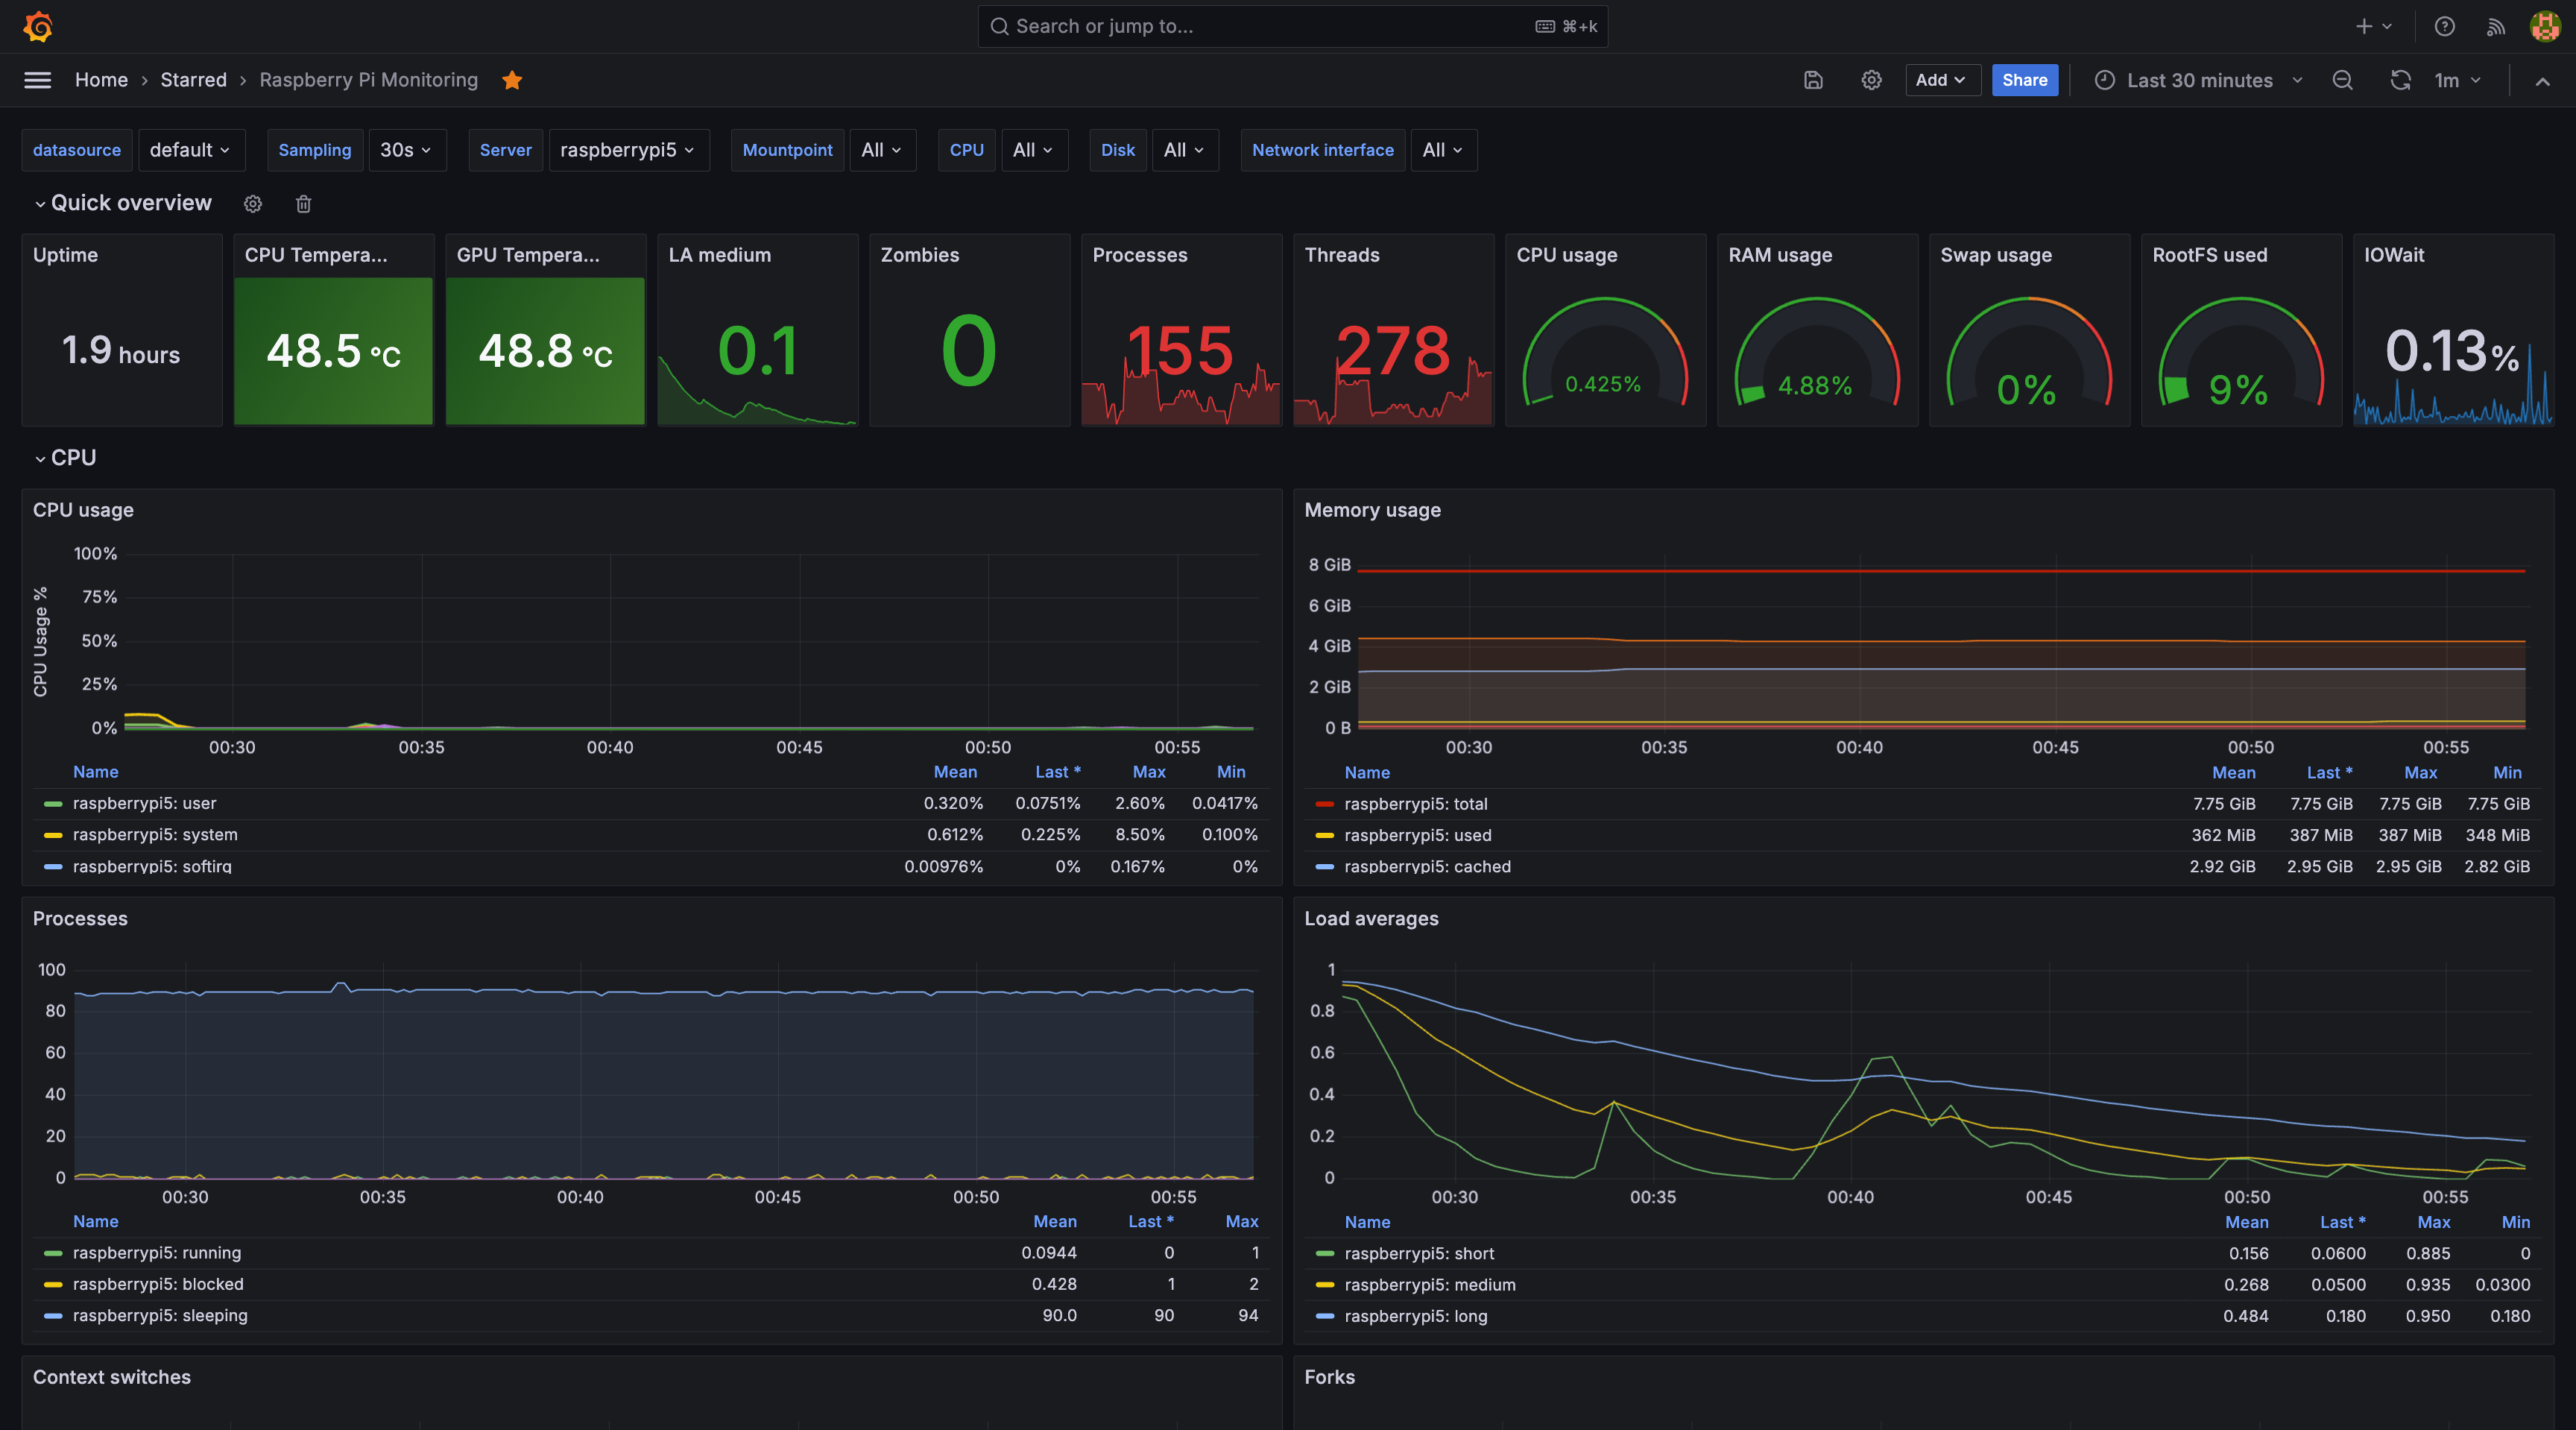 Search or jump to... ⌘+k
Home › Starred › Raspberry Pi Monitoring Add Share Last 30 minutes 1m
datasource default Sampling 30s Server raspberrypi5 Mountpoint All CPU All Disk All Network interface All
Quick overview
Uptime
1.9 hours
CPU Tempera...
48.5 °C
GPU Tempera...
48.8 °C
LA medium
0.1
Zombies
0
Processes
155
Threads
278
CPU usage
0.425%
RAM usage
4.88%
Swap usage
0%
RootFS used
9%
IOWait
0.13%
CPU
CPU usage
CPU Usage %
100%
75%
50%
25%
0%
00:30 00:35 00:40 00:45 00:50 00:55
Name Mean Last * Max Min
raspberrypi5: user 0.320% 0.0751% 2.60% 0.0417%
raspberrypi5: system 0.612% 0.225% 8.50% 0.100%
raspberrypi5: softirq 0.00976% 0% 0.167% 0%
Memory usage
8 GiB
6 GiB
4 GiB
2 GiB
0 B
00:30 00:35 00:40 00:45 00:50 00:55
Name Mean Last * Max Min
raspberrypi5: total 7.75 GiB 7.75 GiB 7.75 GiB 7.75 GiB
raspberrypi5: used 362 MiB 387 MiB 387 MiB 348 MiB
raspberrypi5: cached 2.92 GiB 2.95 GiB 2.95 GiB 2.82 GiB
Processes
100
80
60
40
20
0
00:30 00:35 00:40 00:45 00:50 00:55
Name Mean Last * Max
raspberrypi5: running 0.0944 0 1
raspberrypi5: blocked 0.428 1 2
raspberrypi5: sleeping 90.0 90 94
Load averages
1
0.8
0.6
0.4
0.2
0
00:30 00:35 00:40 00:45 00:50 00:55
Name Mean Last * Max Min
raspberrypi5: short 0.156 0.0600 0.885 0
raspberrypi5: medium 0.268 0.0500 0.935 0.0300
raspberrypi5: long 0.484 0.180 0.950 0.180
Context switches
Forks